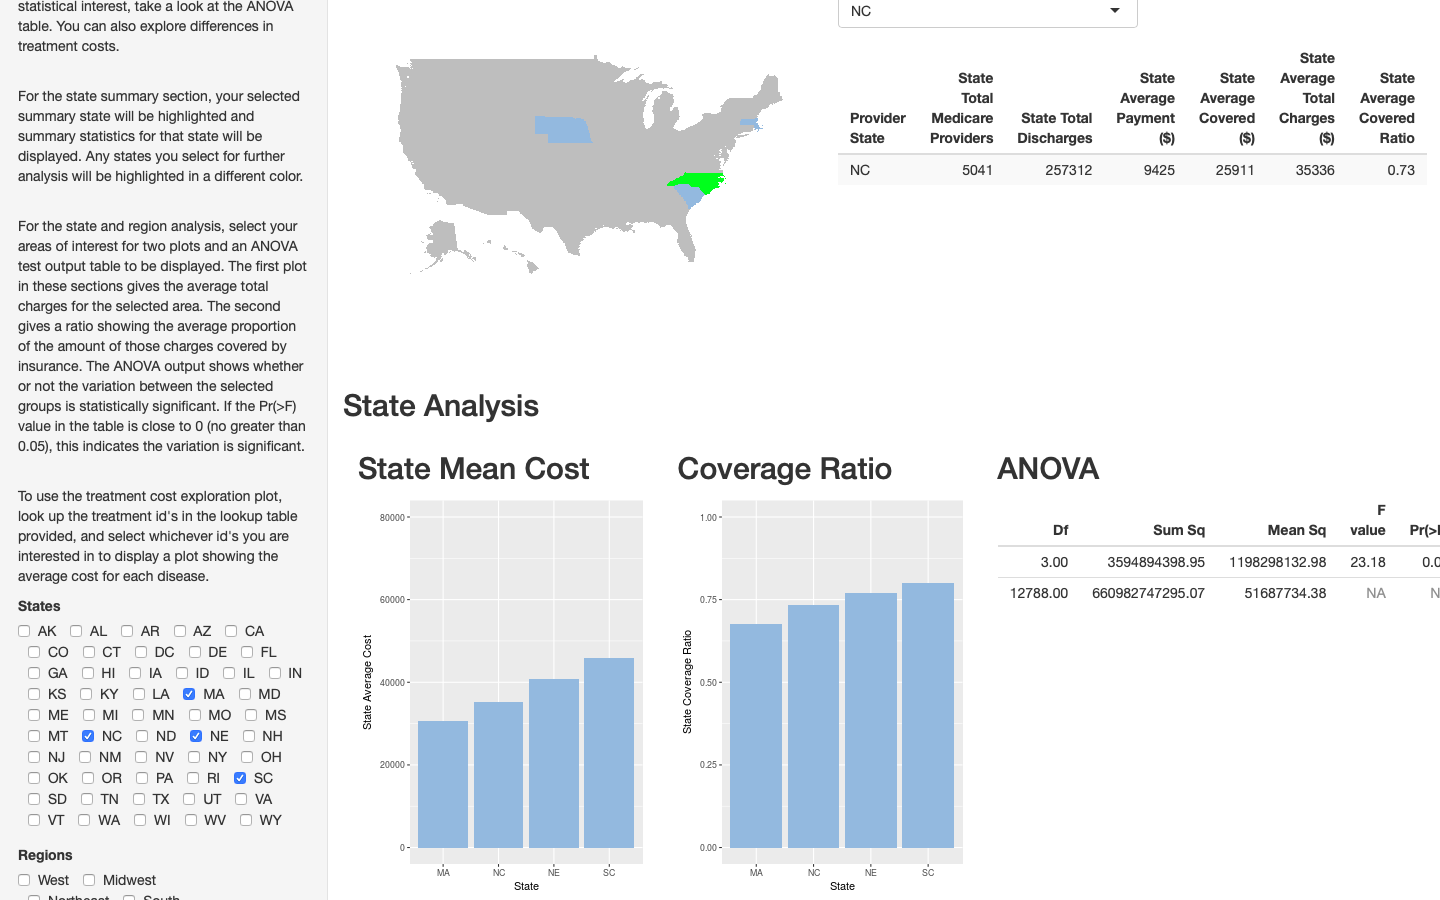 statistical interest, take a look at the ANOVA
table. You can also explore differences in
treatment costs.
For the state summary section, your selected
summary state will be highlighted and
summary statistics for that state will be
displayed. Any states you select for further
analysis will be highlighted in a different color.
For the state and region analysis, select your
areas of interest for two plots and an ANOVA
test output table to be displayed. The first plot
in these sections gives the average total
charges for the selected area. The second
gives a ratio showing the average proportion
of the amount of those charges covered by
insurance. The ANOVA output shows whether
or not the variation between the selected
groups is statistically significant. If the Pr(>F)
value in the table is close to 0 (no greater than
0.05), this indicates the variation is significant.
To use the treatment cost exploration plot,
look up the treatment id's in the lookup table
provided, and select whichever id's you are
interested in to display a plot showing the
average cost for each disease.
States
AK AL AR AZ CA
CO CT DC DE FL
GA HI IA ID IL IN
KS KY LA MA MD
ME MI MN MO MS
MT NC ND NE NH
NJ NM NV NY OH
OK OR PA RI SC
SD TN TX UT VA
VT WA WI WV WY
Regions
West Midwest
Northeast South
NC
Provider State State Total Medicare Providers State Total Discharges State Average Payment ($) State Average Covered ($) State Average Total Charges ($) State Average Covered Ratio
NC 5041 257312 9425 25911 35336 0.73
State Analysis
State Mean Cost
80000
60000
40000
20000
0
State Average Cost
MA NC NE SC
State
Coverage Ratio
1.00
0.75
0.50
0.25
0.00
State Coverage Ratio
MA NC NE SC
State
ANOVA
Df Sum Sq Mean Sq F value Pr(>
3.00 3594894398.95 1198298132.98 23.18 0.0
12788.00 660982747295.07 51687734.38 NA N